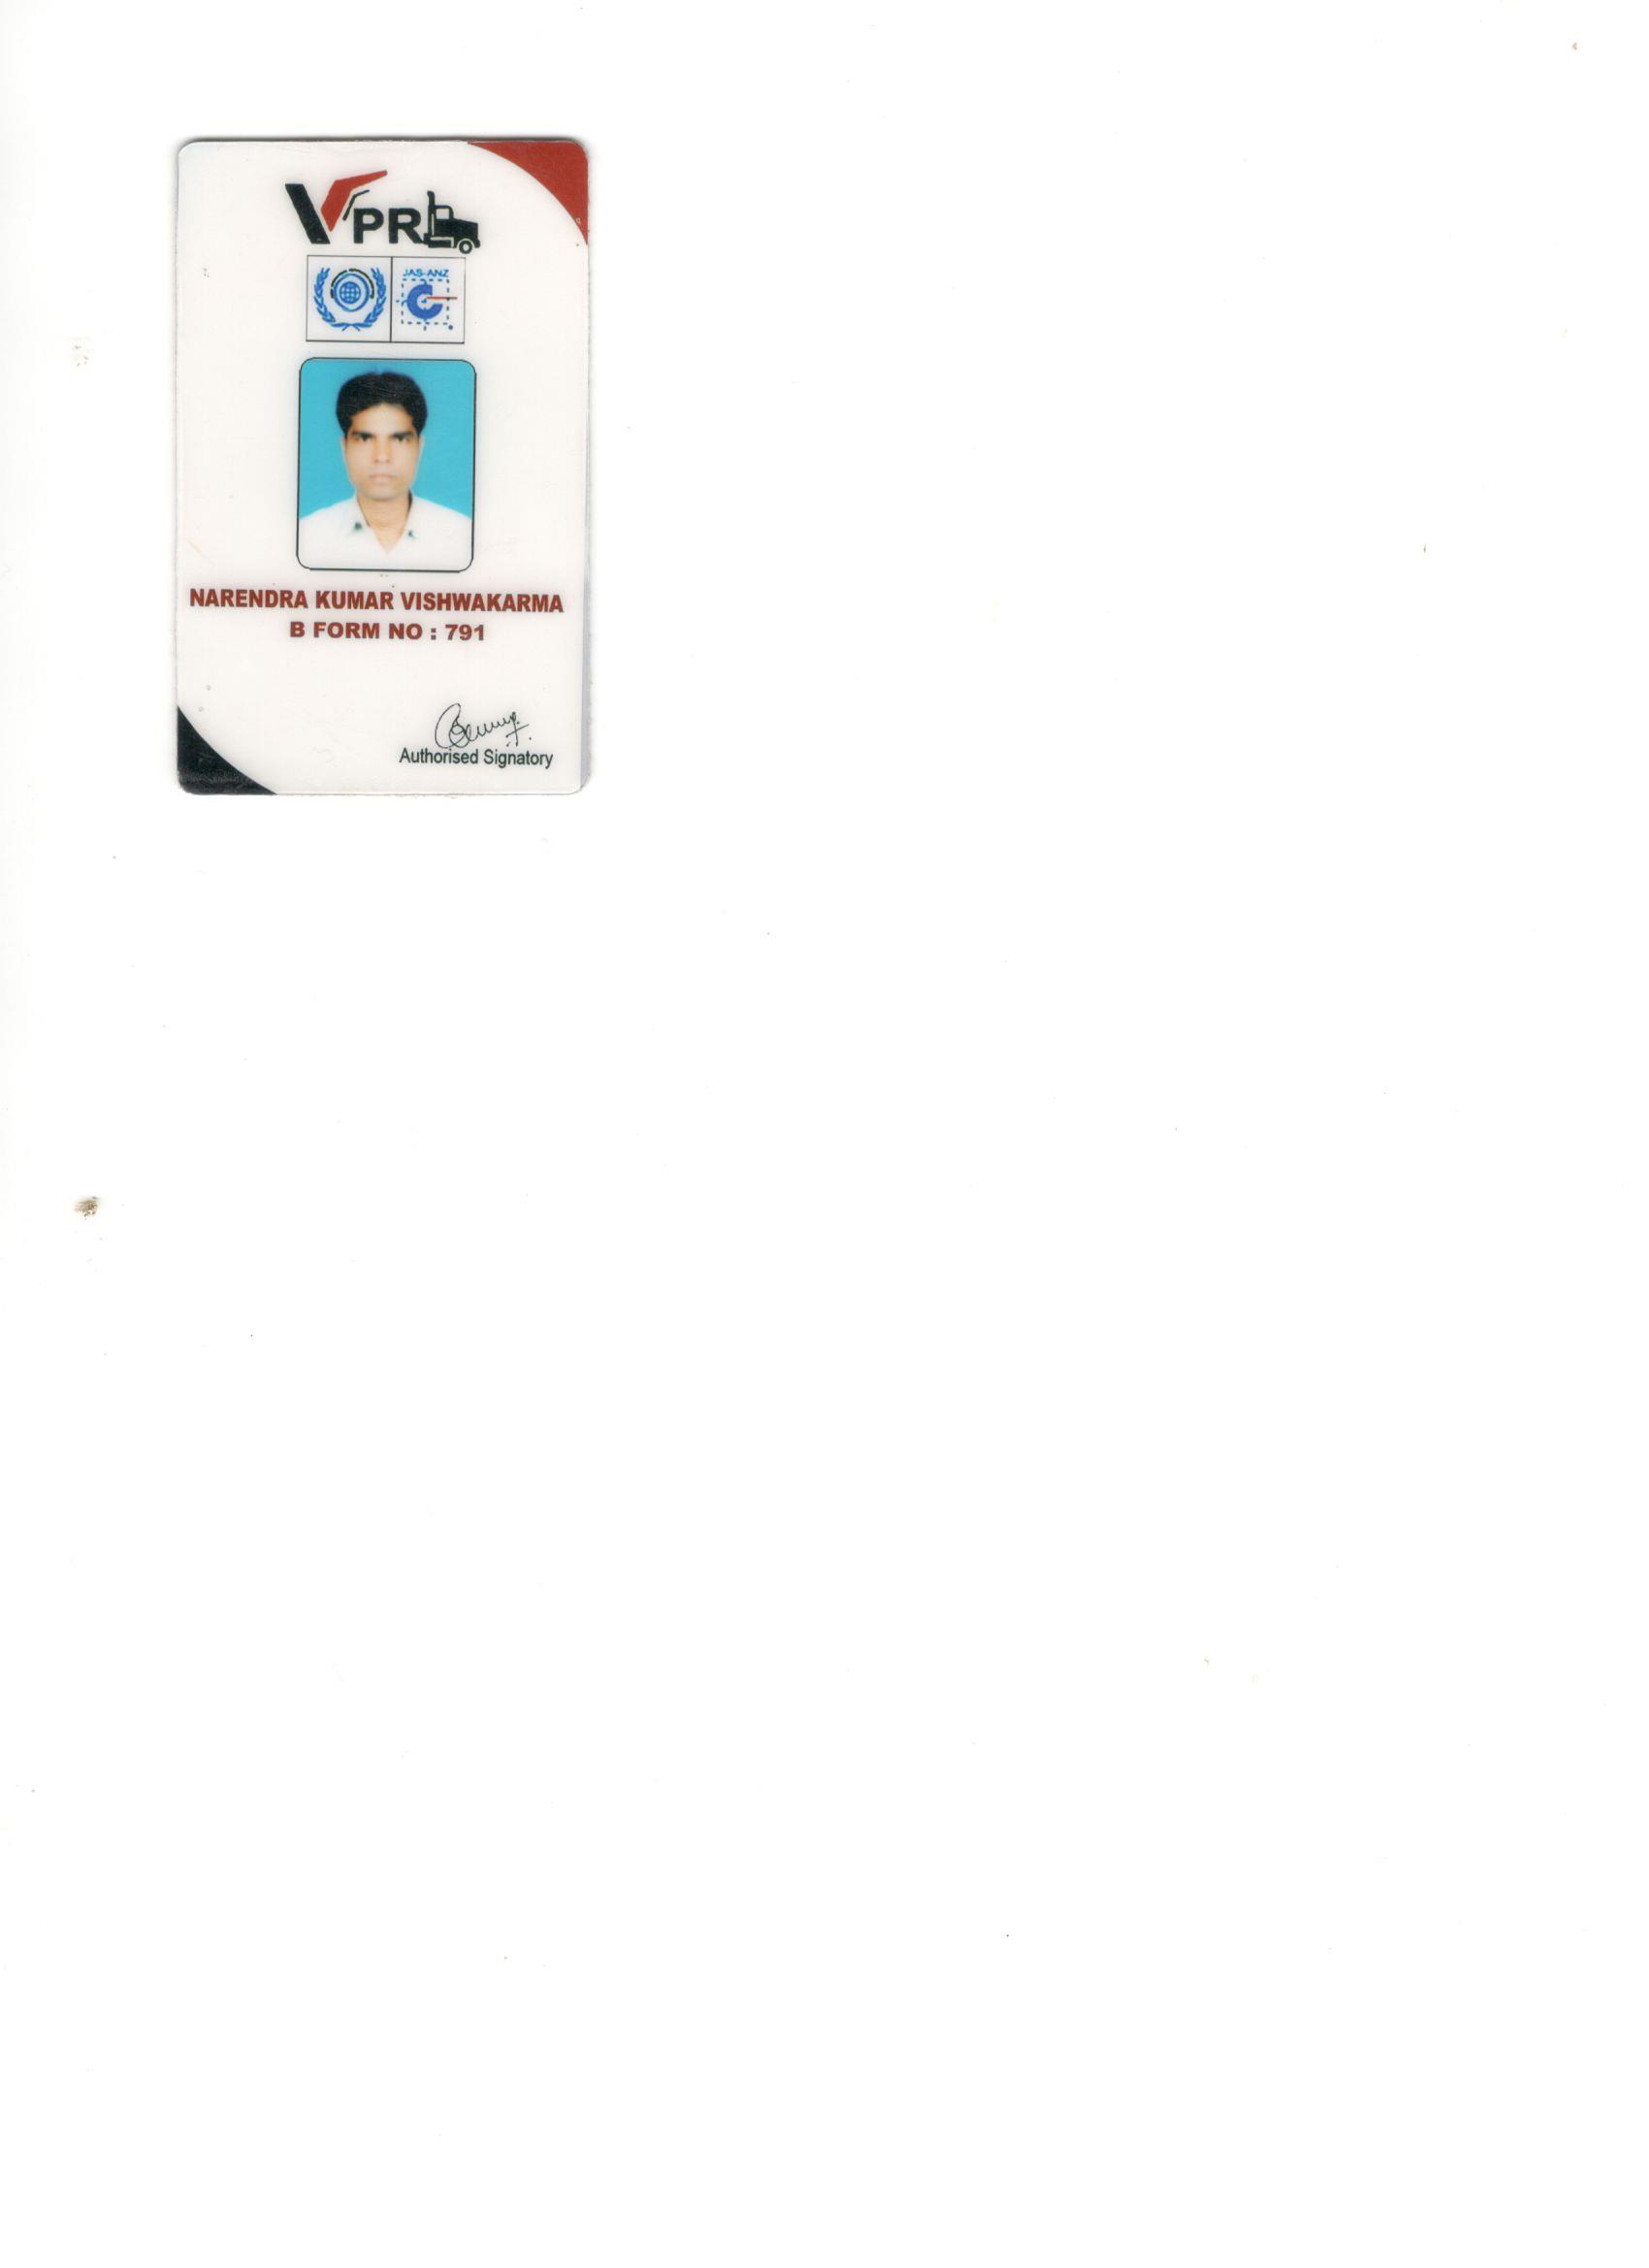 VPR
JAS-ANZ
NARENDRA KUMAR VISHWAKARMA
B FORM NO : 791
Authorised Signatory